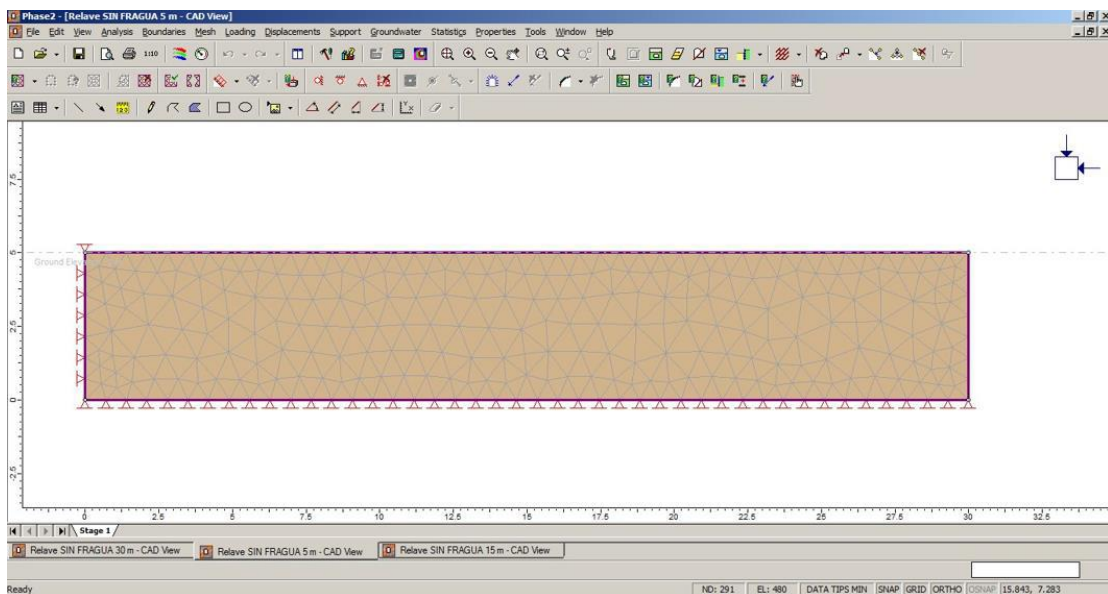 Phase2 - [Relave SIN FRAGUA 5 m - CAD View]
File Edit View Analysis Boundaries Mesh Loading Displacements Support Groundwater Statistics Properties Tools Window Help
1:10
7.5
5
Ground Elev
2.5
0
-2.5
0 2.5 5 7.5 10 12.5 15 17.5 20 22.5 25 27.5 30 32.5
Stage 1
Relave SIN FRAGUA 30 m - CAD View Relave SIN FRAGUA 5 m - CAD View Relave SIN FRAGUA 15 m - CAD View
Ready ND: 291 EL: 480 DATA TIPS MIN SNAP GRID ORTHO OSNAP 15.843, 7.283